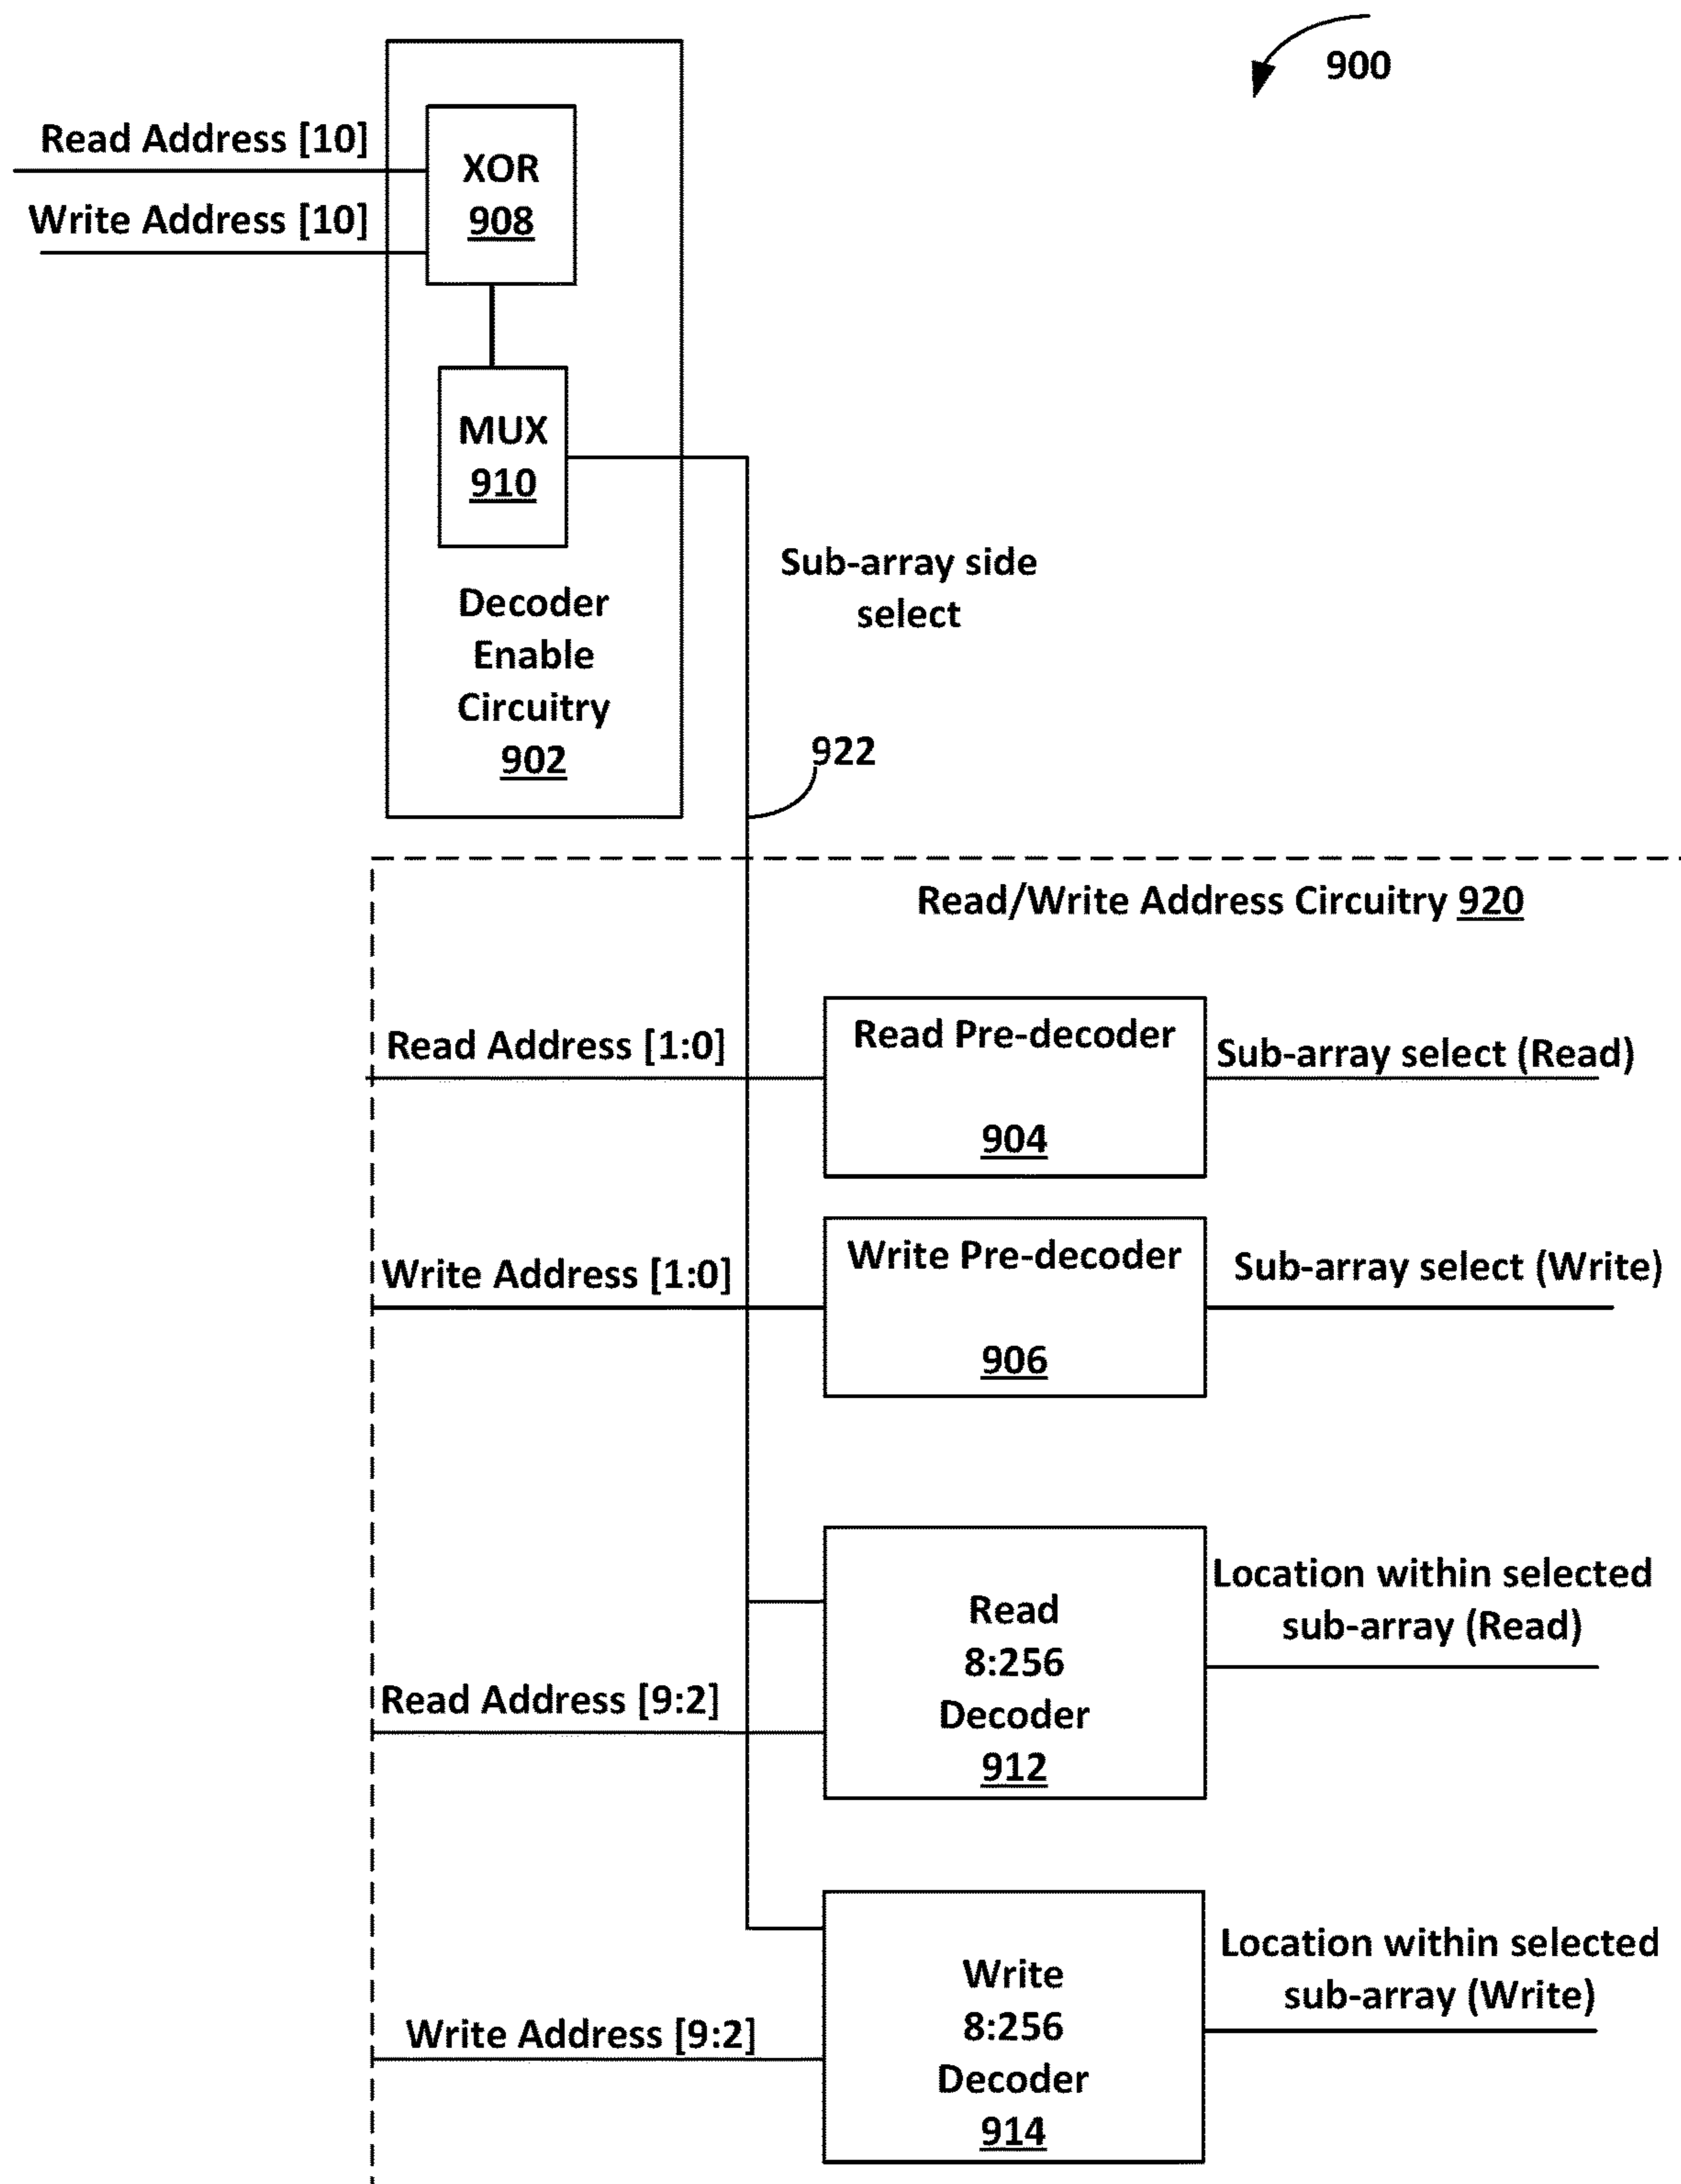 900
Read Address [10]
Write Address [10]
XOR
908
MUX
910
Decoder
Enable
Circuitry
902
Sub-array side
select
922
Read/Write Address Circuitry 920
Read Address [1:0]
Read Pre-decoder
904
Sub-array select (Read)
Write Address [1:0]
Write Pre-decoder
906
Sub-array select (Write)
Read Address [9:2]
Read
8:256
Decoder
912
Location within selected
sub-array (Read)
Write Address [9:2]
Write
8:256
Decoder
914
Location within selected
sub-array (Write)